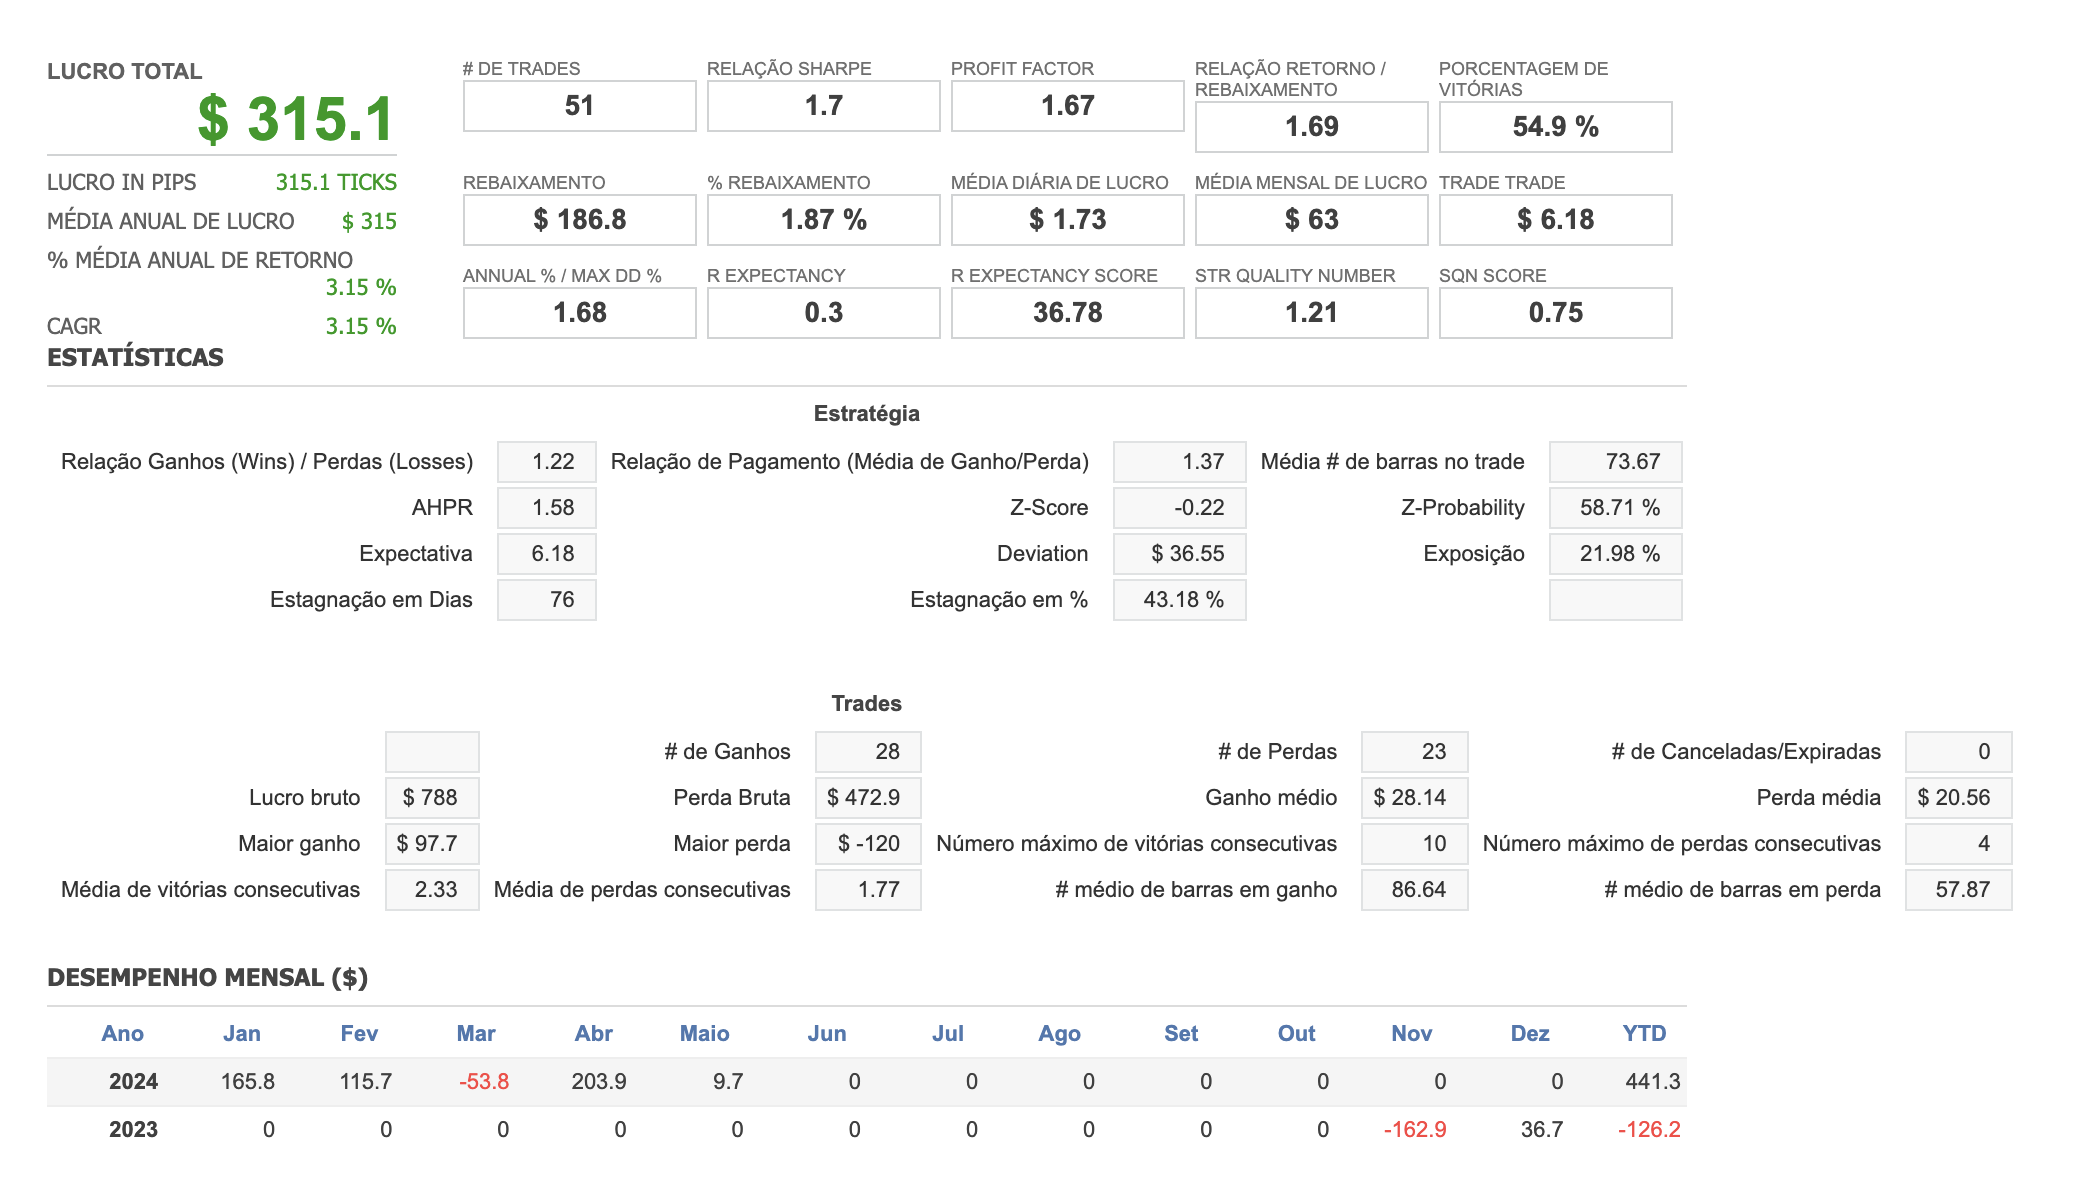 LUCRO TOTAL
$ 315.1
LUCRO IN PIPS 315.1 TICKS
MÉDIA ANUAL DE LUCRO $ 315
% MÉDIA ANUAL DE RETORNO
3.15 %
CAGR 3.15 %
# DE TRADES RELAÇÃO SHARPE PROFIT FACTOR RELAÇÃO RETORNO / REBAIXAMENTO PORCENTAGEM DE VITÓRIAS
51 1.7 1.67 1.69 54.9 %
REBAIXAMENTO % REBAIXAMENTO MÉDIA DIÁRIA DE LUCRO MÉDIA MENSAL DE LUCRO TRADE TRADE
$ 186.8 1.87 % $ 1.73 $ 63 $ 6.18
ANNUAL % / MAX DD % R EXPECTANCY R EXPECTANCY SCORE STR QUALITY NUMBER SQN SCORE
1.68 0.3 36.78 1.21 0.75
ESTATÍSTICAS
Estratégia
Relação Ganhos (Wins) / Perdas (Losses) 1.22 Relação de Pagamento (Média de Ganho/Perda) 1.37 Média # de barras no trade 73.67
AHPR 1.58 Z-Score -0.22 Z-Probability 58.71 %
Expectativa 6.18 Deviation $ 36.55 Exposição 21.98 %
Estagnação em Dias 76 Estagnação em % 43.18 %
Trades
# de Ganhos 28 # de Perdas 23 # de Canceladas/Expiradas 0
Lucro bruto $ 788 Perda Bruta $ 472.9 Ganho médio $ 28.14 Perda média $ 20.56
Maior ganho $ 97.7 Maior perda $ -120 Número máximo de vitórias consecutivas 10 Número máximo de perdas consecutivas 4
Média de vitórias consecutivas 2.33 Média de perdas consecutivas 1.77 # médio de barras em ganho 86.64 # médio de barras em perda 57.87
DESEMPENHO MENSAL ($)
Ano Jan Fev Mar Abr Maio Jun Jul Ago Set Out Nov Dez YTD
2024 165.8 115.7 -53.8 203.9 9.7 0 0 0 0 0 0 0 441.3
2023 0 0 0 0 0 0 0 0 0 0 -162.9 36.7 -126.2